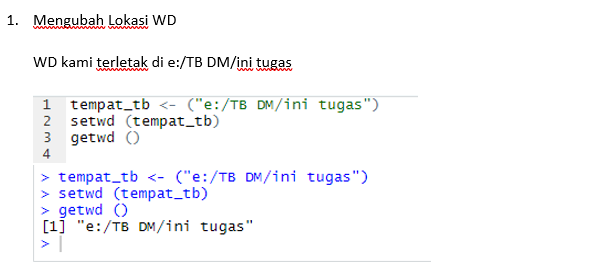 1. Mengubah Lokasi WD
WD kami terletak di e:/TB DM/ini tugas
1 tempat_tb <- ("e:/TB DM/ini tugas")
2 setwd (tempat_tb)
3 getwd ()
4
> tempat_tb <- ("e:/TB DM/ini tugas")
> setwd (tempat_tb)
> getwd ()
[1] "e:/TB DM/ini tugas"
>